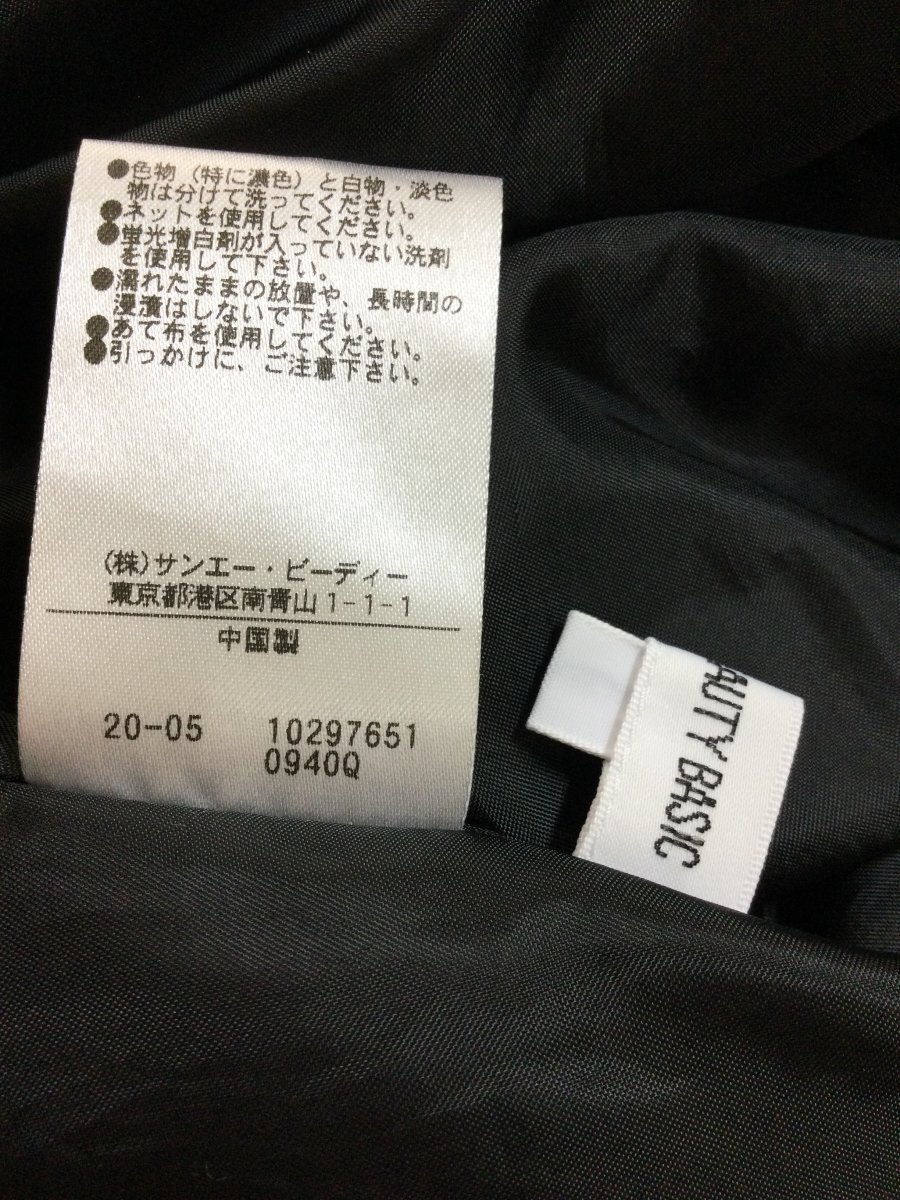 ●色物(特に濃色)と白物・淡色
物は分けて洗ってください。
●ネットを使用してください。
●蛍光増白剤が入っていない洗剤
を使用して下さい。
●濡れたままの放置や、長時間の
浸漬はしないで下さい。
●あて布を使用してください。
●引っかけに、ご注意下さい。
(株)サンエー・ビーディー
東京都港区南青山1-1-1
中国製
20-05 10297651
0940Q
AUTY BASIC